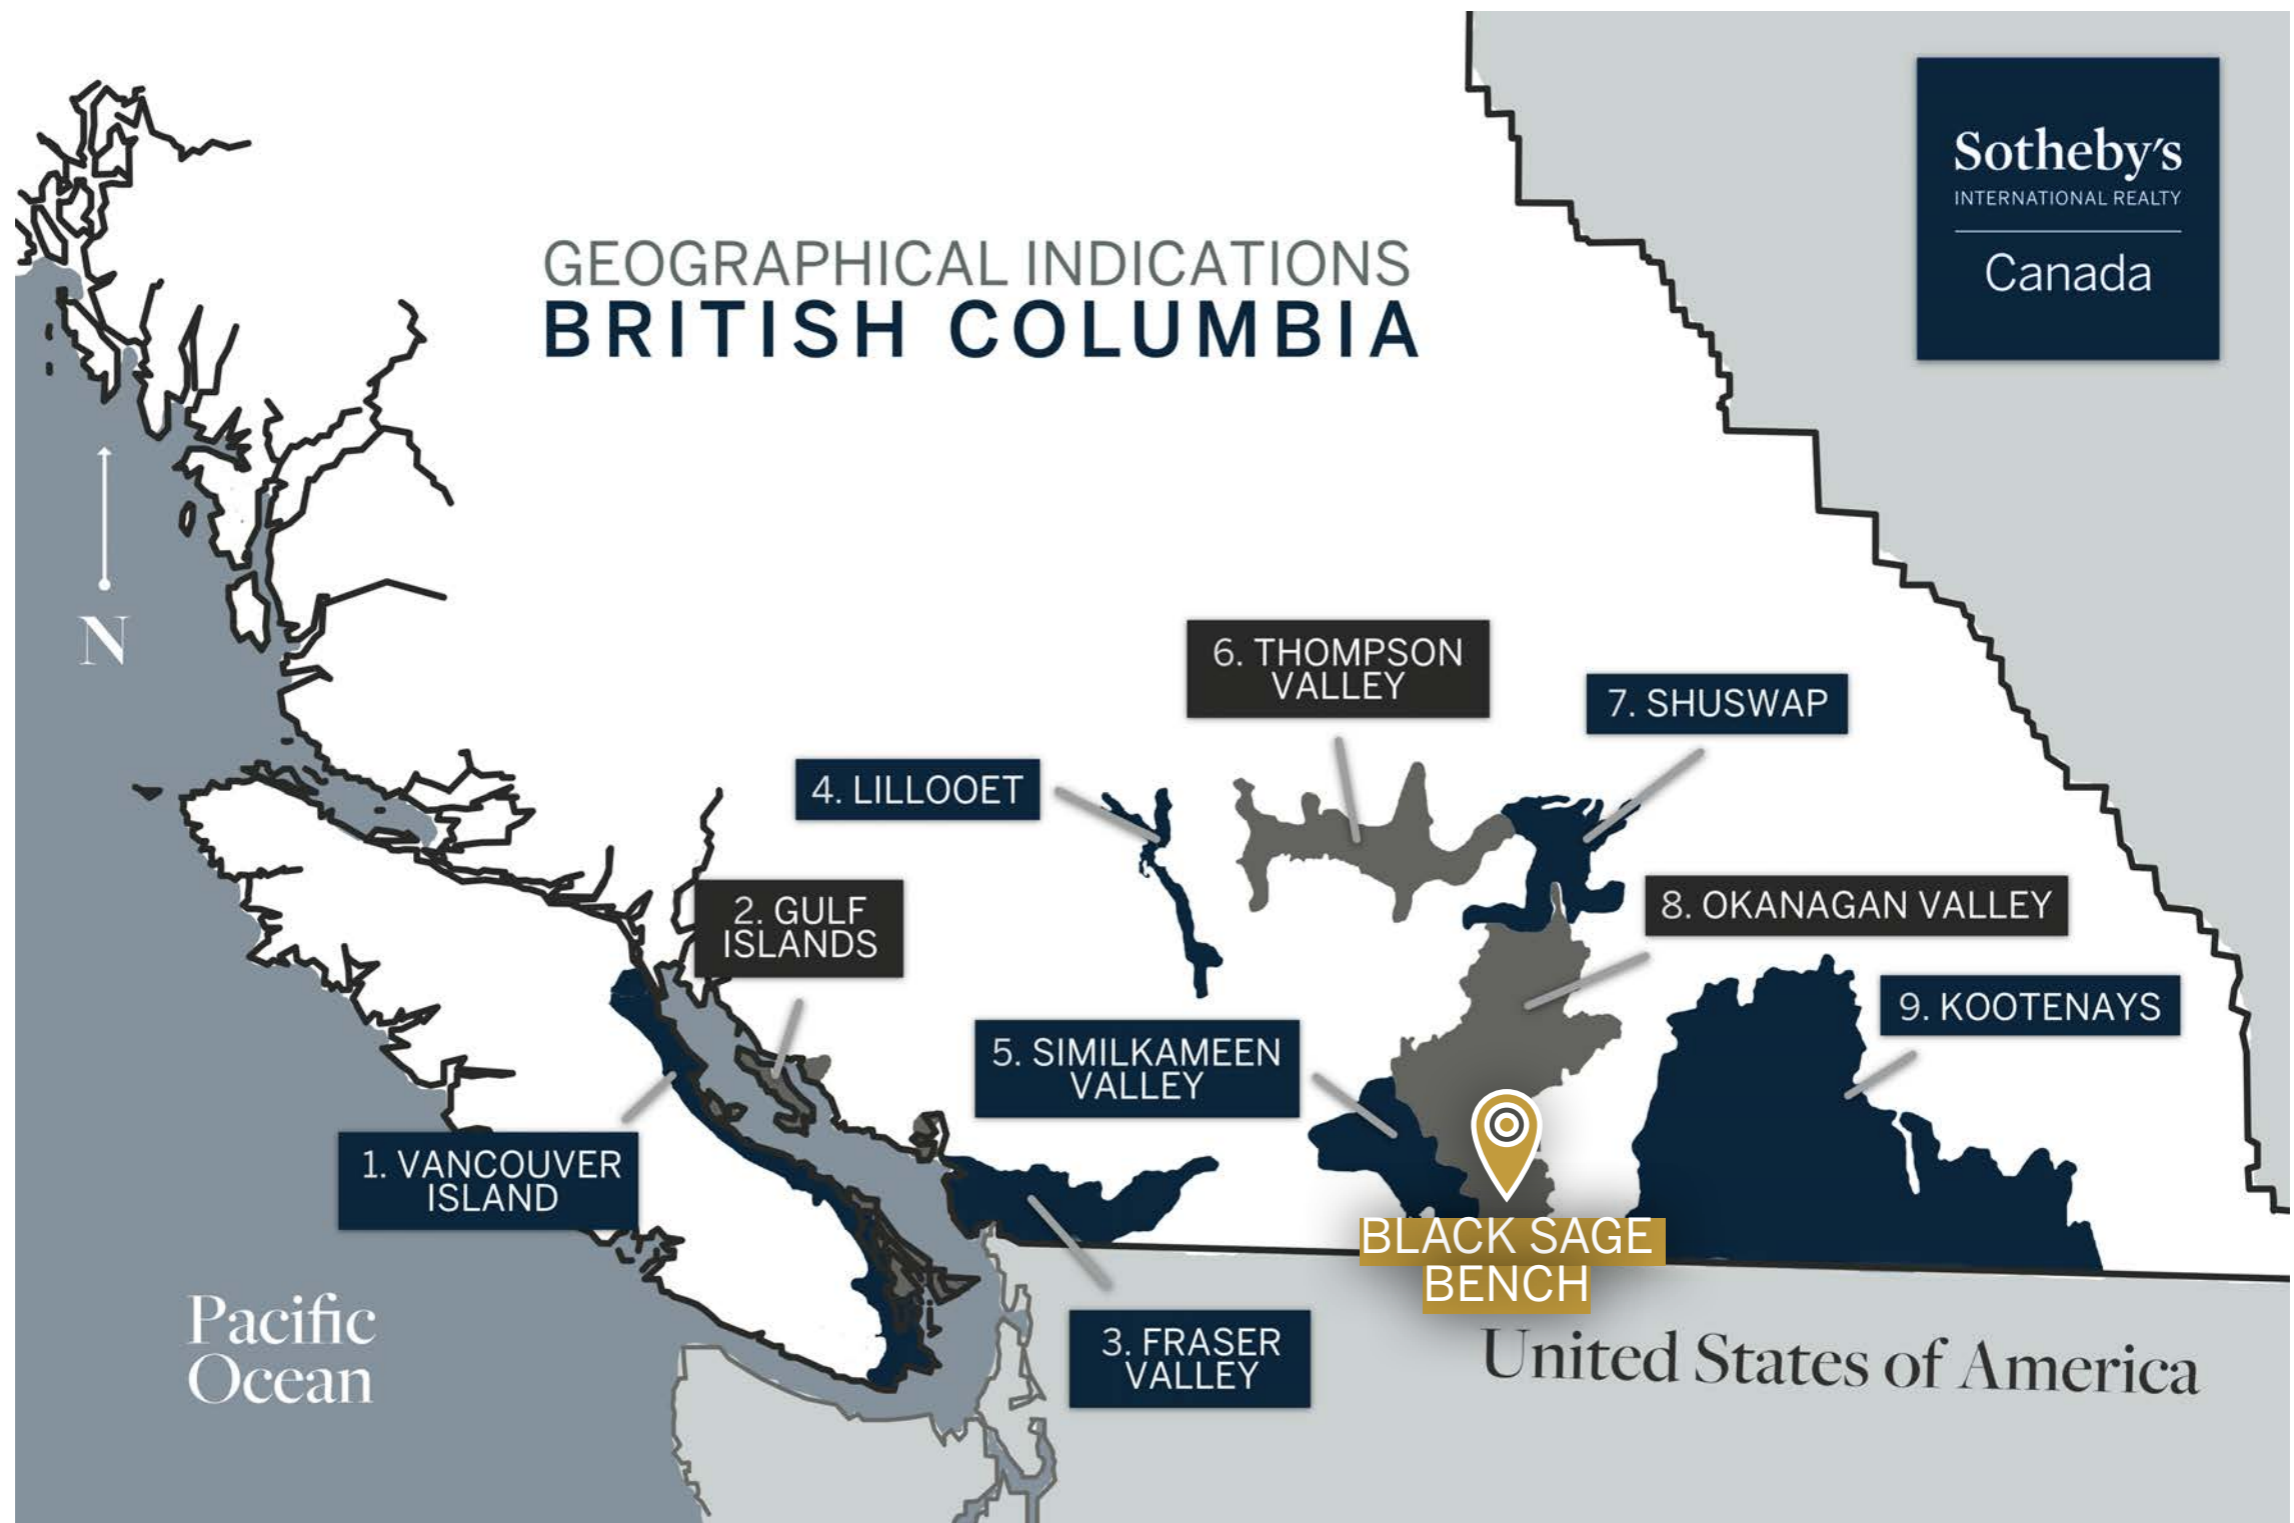 Sotheby's
INTERNATIONAL REALTY
Canada
GEOGRAPHICAL INDICATIONS
BRITISH COLUMBIA
N
6. THOMPSON
VALLEY
7. SHUSWAP
4. LILLOOET
2. GULF
ISLANDS
8. OKANAGAN VALLEY
9. KOOTENAYS
5. SIMILKAMEEN
VALLEY
1. VANCOUVER
ISLAND
BLACK SAGE
BENCH
Pacific
Ocean
3. FRASER
VALLEY
United States of America